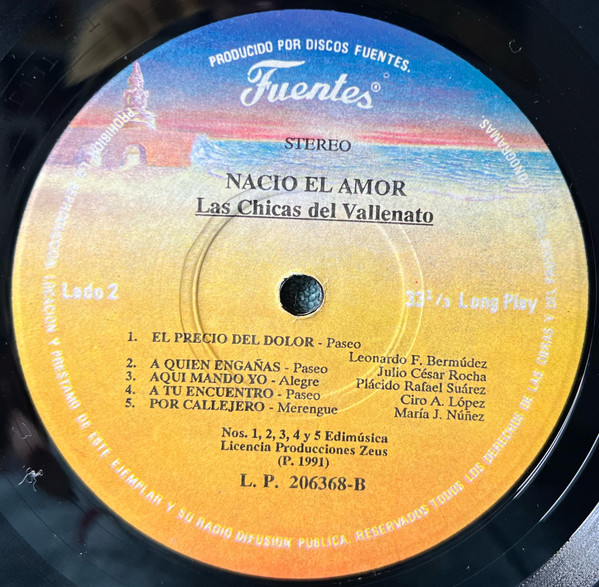 PRODUCIDO POR DISCOS FUENTES.
Fuentes®
STEREO
NACIO EL AMOR
Las Chicas del Vallenato
Lado 2
33⅓ Long Play
1. EL PRECIO DEL DOLOR - Paseo
Leonardo F. Bermúdez
2. A QUIEN ENGAÑAS - Paseo
Julio César Rocha
3. AQUI MANDO YO - Alegre
Plácido Rafael Suárez
4. A TU ENCUENTRO - Paseo
Ciro A. López
5. POR CALLEJERO - Merengue
María J. Núñez
Nos. 1, 2, 3, 4 y 5 Edimúsica
Licencia Producciones Zeus
(P. 1991)
L. P. 206368-B
Y PRESTAMO DE ESTE EJEMPLAR Y SU RADIO DIFUSION PUBLICA. RESERVADOS TODOS LOS DERECHOS DE LAS OBRAS Y DEL